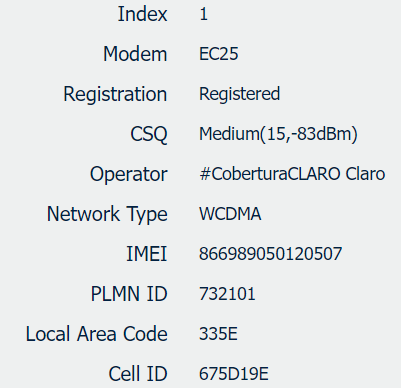 Index 1
Modem EC25
Registration Registered
CSQ Medium(15,-83dBm)
Operator #CoberturaCLARO Claro
Network Type WCDMA
IMEI 866989050120507
PLMN ID 732101
Local Area Code 335E
Cell ID 675D19E